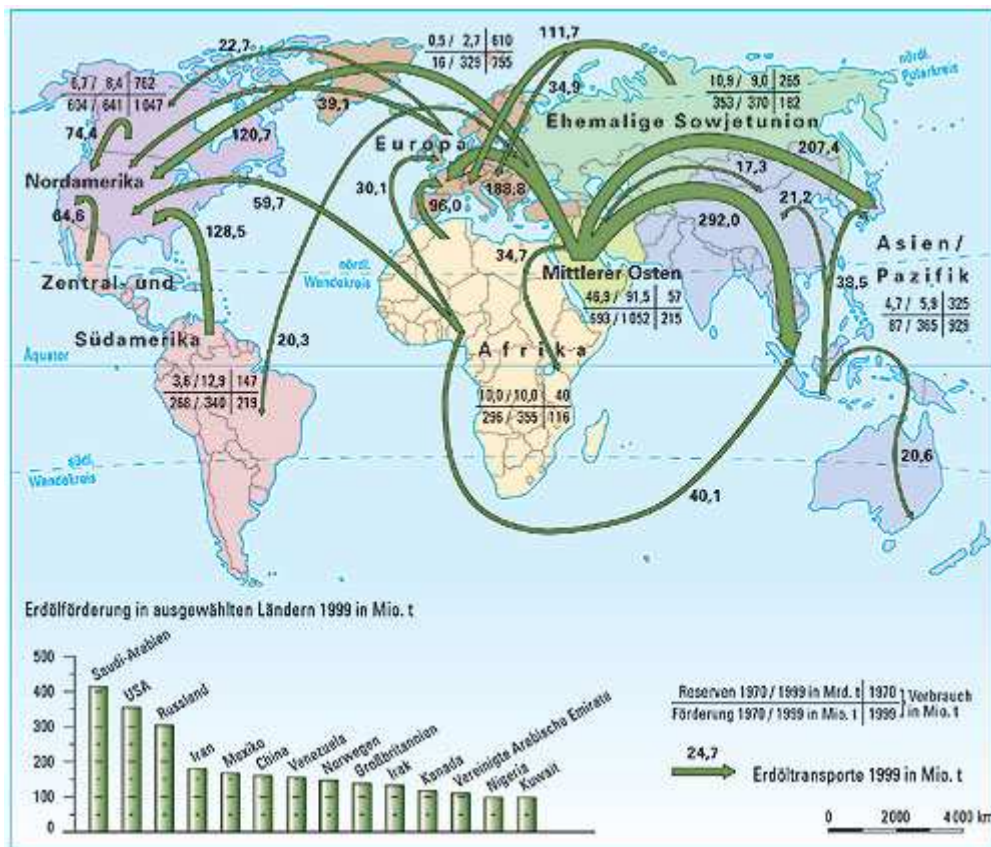 22,7
0,5 / 2,7 | 610
16 / 329 | 755
111,7
nördl. Polarkreis
6,7 / 8,4 | 762
604 / 641 | 1047
10,9 / 9,0 | 265
353 / 370 | 182
39,1
34,9
74,4
120,7
Europa
Ehemalige Sowjetunion
207,4
17,3
Nordamerika
30,1
188,8
21,2
59,7
64,6
96,0
292,0
128,5
34,7
Asien/
Pazifik
nördl. Wendekreis
Mittlerer Osten
Zentral- und
Südamerika
46,9 / 91,5 | 57
593 / 1052 | 215
38,5
4,7 / 5,9 | 325
87 / 365 | 929
Äquator
20,3
Afrika
3,6 / 12,9 | 147
268 / 340 | 219
10,0 / 10,0 | 40
296 / 355 | 116
südl. Wendekreis
20,6
40,1
Erdölförderung in ausgewählten Ländern 1999 in Mio. t
500
400
300
200
100
0
Saudi-Arabien
USA
Russland
Iran
Mexiko
China
Venezuela
Norwegen
Großbritannien
Irak
Kanada
Vereinigte Arabische Emirate
Nigeria
Kuwait
Reserven 1970 / 1999 in Mrd. t | 1970
Förderung 1970 / 1999 in Mio. t | 1999
Verbrauch
in Mio. t
24,7
Erdöltransporte 1999 in Mio. t
0 2000 4000 km